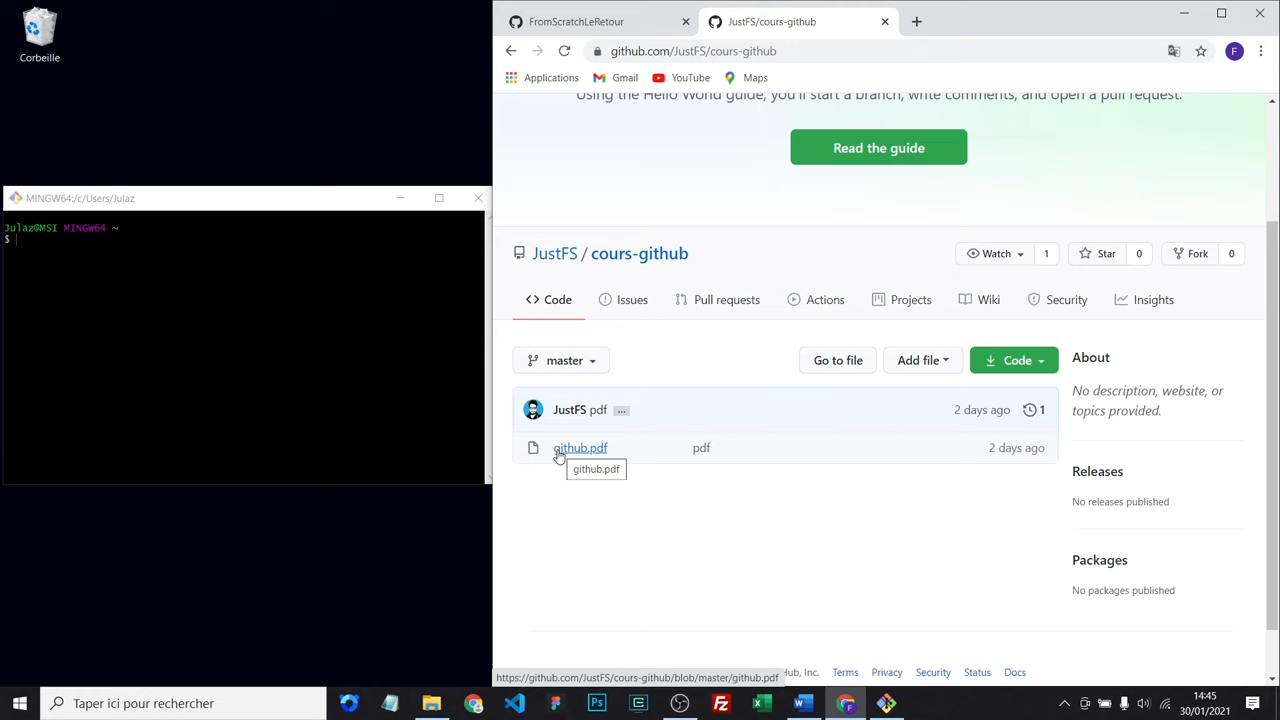 Corbeille
MINGW64:/c/Users/Julaz
Julaz@MSI MINGW64 ~
$
FromScratchLeRetour
JustFS/cours-github
github.com/JustFS/cours-github
F
Applications
Gmail
YouTube
Maps
Using the Hello World guide, you'll start a branch, write comments, and open a pull request.
Read the guide
JustFS / cours-github
Watch 1
Star 0
Fork 0
<> Code
Issues
Pull requests
Actions
Projects
Wiki
Security
Insights
master
Go to file
Add file
Code
JustFS pdf ...
2 days ago
1
github.pdf
pdf
2 days ago
github.pdf
About
No description, website, or
topics provided.
Releases
No releases published
Packages
No packages published
Hub, Inc.
Terms
Privacy
Security
Status
Docs
https://github.com/JustFS/cours-github/blob/master/github.pdf
Taper ici pour rechercher
Ps
Fz
14:45
30/01/2021